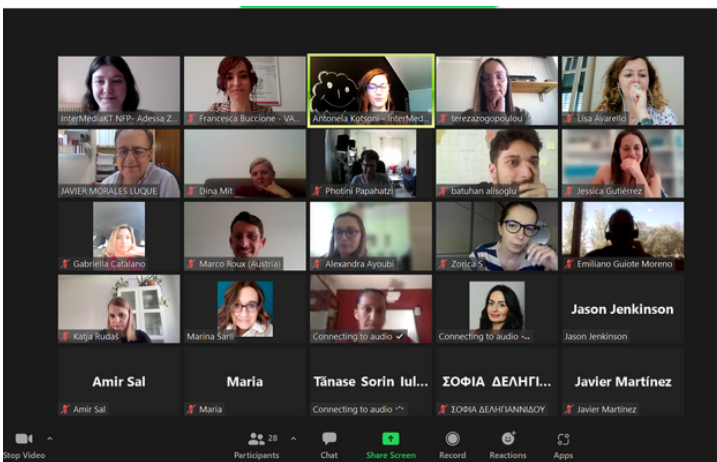 InterMediaKT NFP- Adessa Z...
Francesca Buccione - VA...
Antonela Kotsoni - InterMed...
terezazogopoulou
Lisa Avarello
JAVIER MORALES LUQUE
Dina Mit
Photini Papahatzi
batuhan alisoglu
Jessica Gutiérrez
Gabriella Catalano
Marco Roux (Austria)
Alexandra Ayoubi
Zorica S
Emiliano Guiote Moreno
Katja Rudaš
Marina Sarli
Connecting to audio
Connecting to audio
Jason Jenkinson
Jason Jenkinson
Amir Sal
Maria
Tănase Sorin Iul...
ΣΟΦΙΑ ΔΕΛΗΓΙ...
Javier Martínez
Amir Sal
Maria
Connecting to audio
ΣΟΦΙΑ ΔΕΛΗΓΙΑΝΝΙΔΟΥ
Javier Martínez
28
Stop Video
Participants
Chat
Share Screen
Record
Reactions
Apps